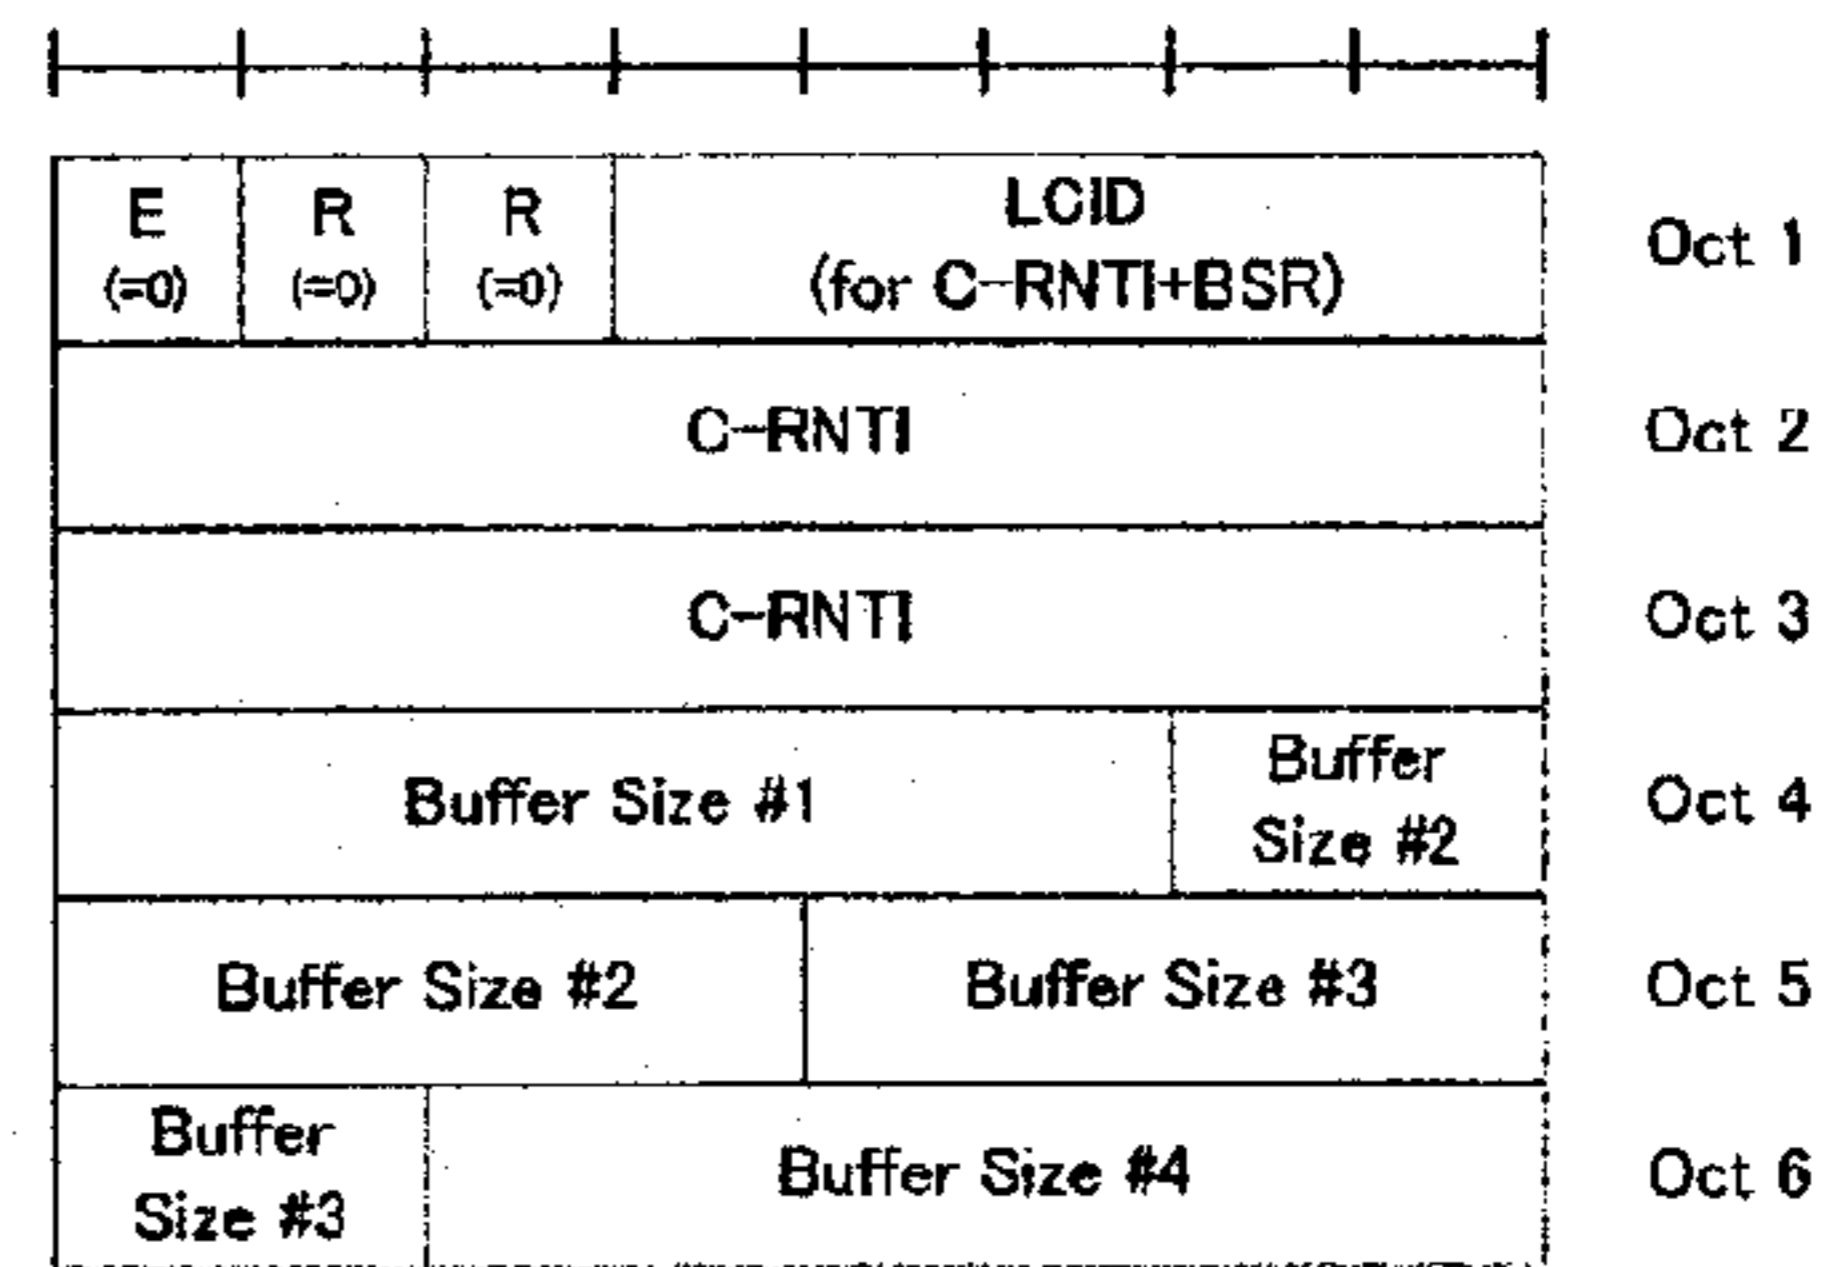 E R R LCID Oct 1
(=0) (=0) (=0) (for C-RNTI+BSR)
C-RNTI Oct 2
C-RNTI Oct 3
Buffer Size #1 Buffer Size #2 Oct 4
Buffer Size #2 Buffer Size #3 Oct 5
Buffer Size #3 Buffer Size #4 Oct 6